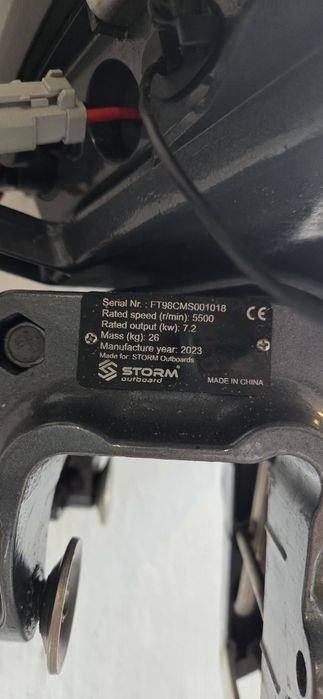 Serial Nr. : FT98CMS001018
Rated speed (r/min): 5500
Rated output (kw): 7.2
Mass (kg): 26
Manufacture year: 2023
Made for: STORM Outboards
STORM
outboard
CE
MADE IN CHINA